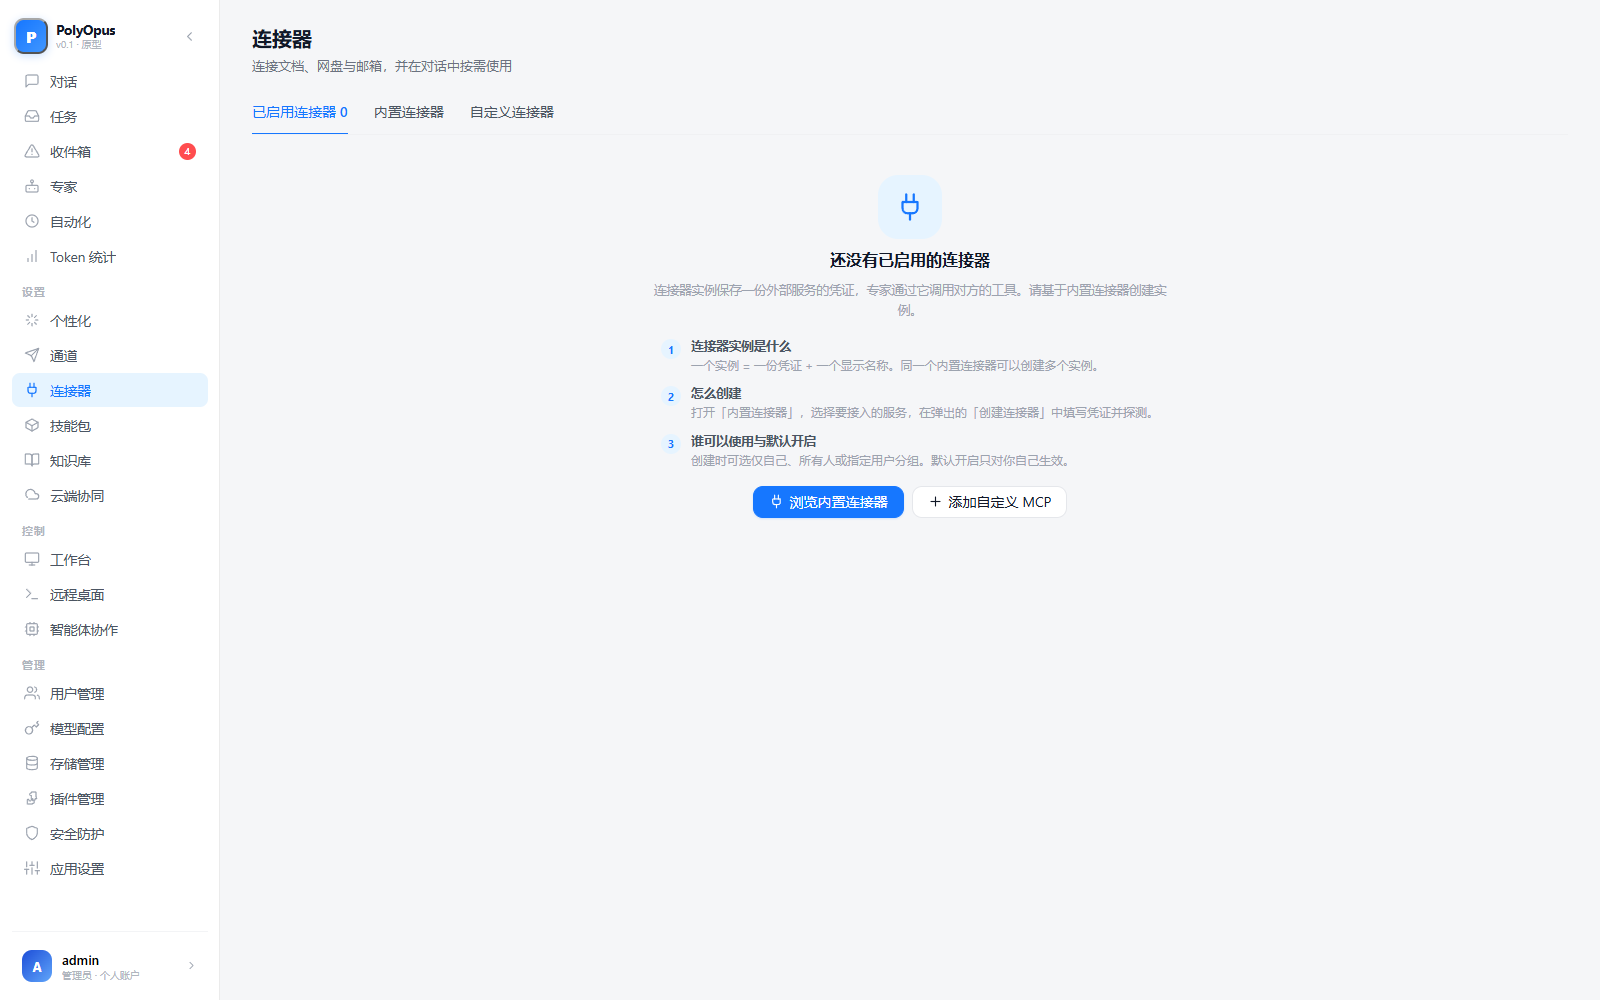 P
PolyOpus
v0.1 · 原型
对话
任务
收件箱
4
专家
自动化
Token 统计
设置
个性化
通道
连接器
技能包
知识库
云端协同
控制
工作台
远程桌面
智能体协作
管理
用户管理
模型配置
存储管理
插件管理
安全防护
应用设置
A
admin
管理员 · 个人账户
连接器
连接文档、网盘与邮箱，并在对话中按需使用
已启用连接器 0
内置连接器
自定义连接器
还没有已启用的连接器
连接器实例保存一份外部服务的凭证，专家通过它调用对方的工具。请基于内置连接器创建实
例。
1
连接器实例是什么
一个实例 = 一份凭证 + 一个显示名称。同一个内置连接器可以创建多个实例。
2
怎么创建
打开「内置连接器」，选择要接入的服务，在弹出的「创建连接器」中填写凭证并探测。
3
谁可以使用与默认开启
创建时可选仅自己、所有人或指定用户分组。默认开启只对你自己生效。
浏览内置连接器
添加自定义 MCP